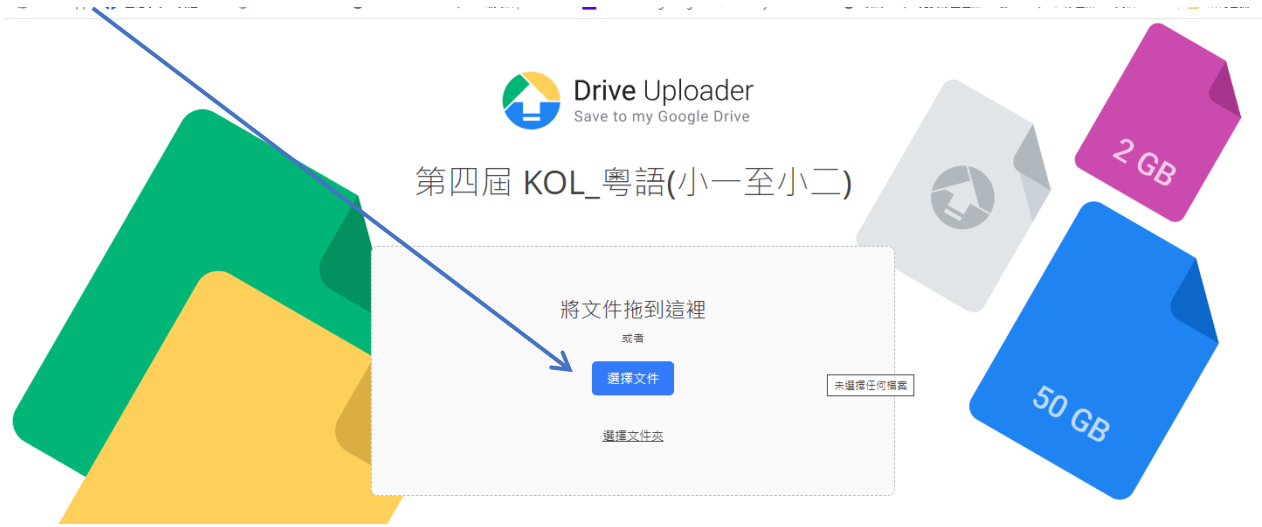 Drive Uploader
Save to my Google Drive
第四屆 KOL_粵語(小一至小二)
2 GB
將文件拖到這裡
或者
選擇文件
未選擇任何檔案
50 GB
選擇文件夾